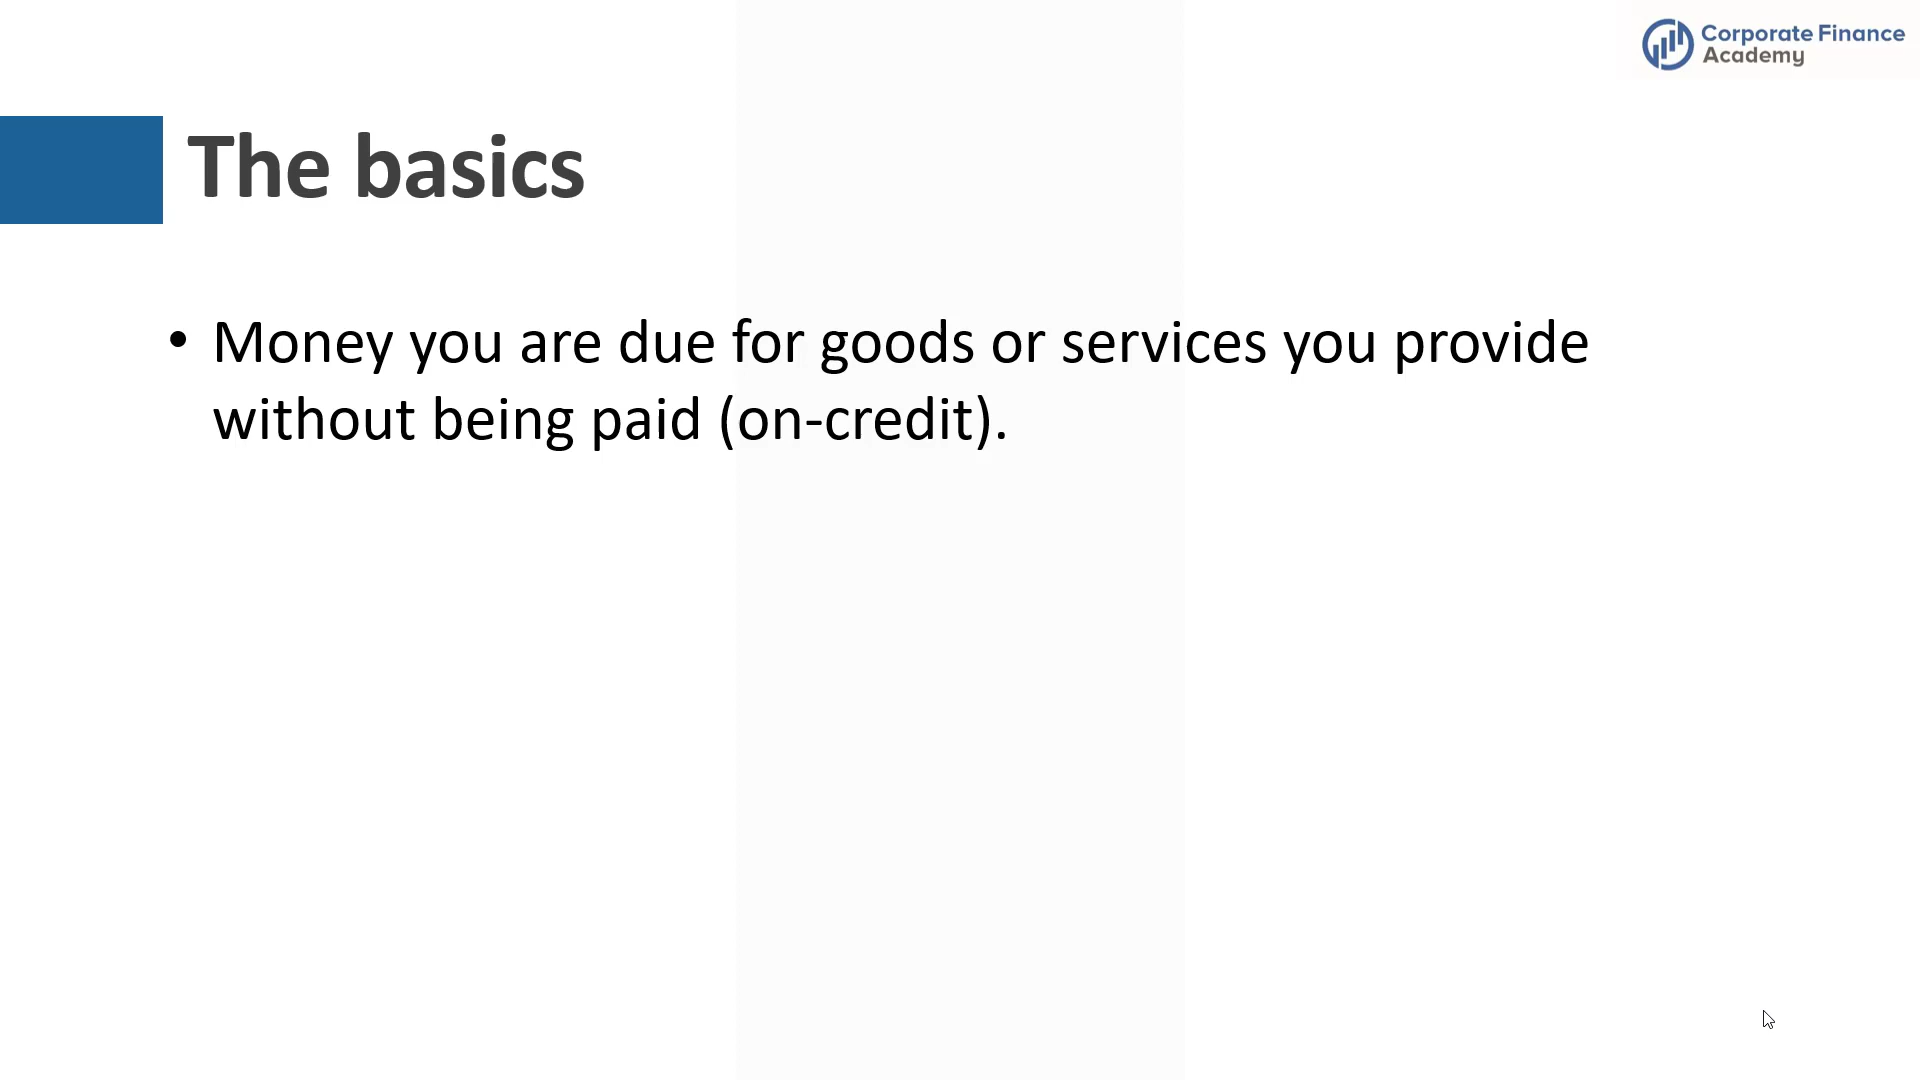 Corporate Finance
Academy
The basics
• Money you are due for goods or services you provide
without being paid (on-credit).